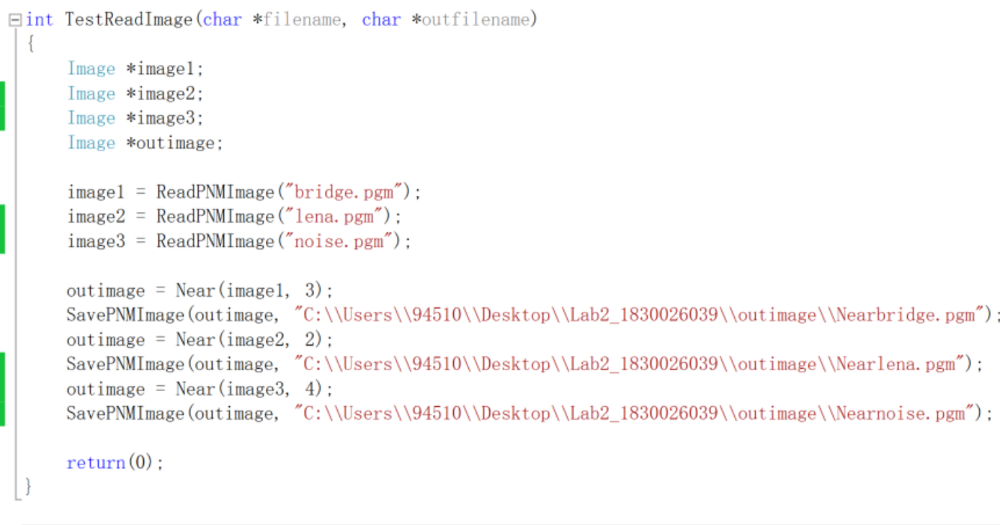 int TestReadImage(char *filename, char *outfilename)
{
Image *image1;
Image *image2;
Image *image3;
Image *outimage;
image1 = ReadPNMImage("bridge.pgm");
image2 = ReadPNMImage("lena.pgm");
image3 = ReadPNMImage("noise.pgm");
outimage = Near(image1, 3);
SavePNMImage(outimage, "C:\\Users\\94510\\Desktop\\Lab2_1830026039\\outimage\\Nearbridge.pgm");
outimage = Near(image2, 2);
SavePNMImage(outimage, "C:\\Users\\94510\\Desktop\\Lab2_1830026039\\outimage\\Nearlena.pgm");
outimage = Near(image3, 4);
SavePNMImage(outimage, "C:\\Users\\94510\\Desktop\\Lab2_1830026039\\outimage\\Nearnoise.pgm");
return(0);
}